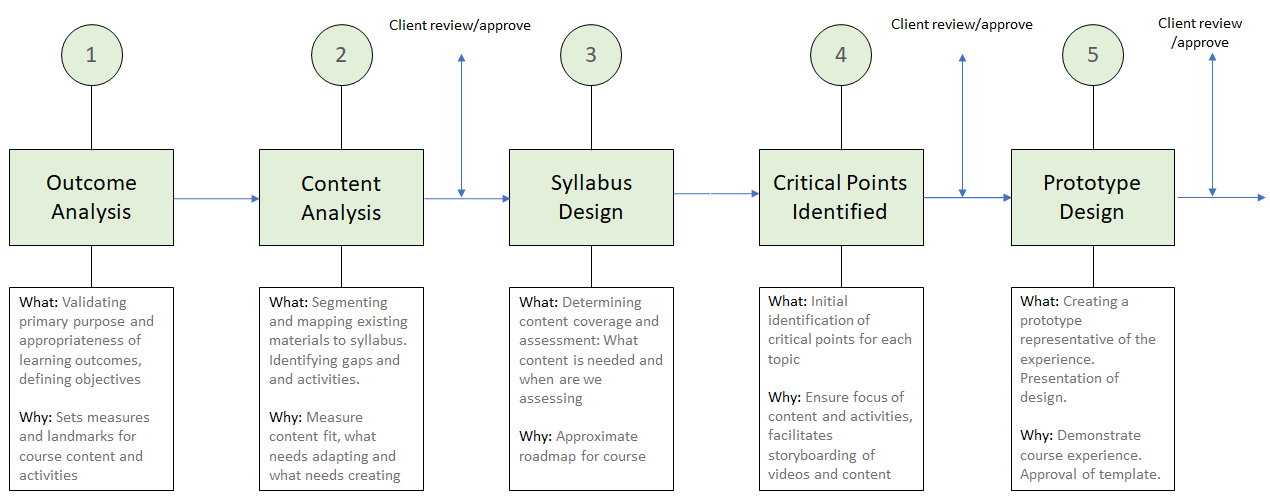 1
2
Client review/approve
3
4
Client review/approve
5
Client review
/approve
Outcome
Analysis
Content
Analysis
Syllabus
Design
Critical Points
Identified
Prototype
Design
What: Validating
primary purpose and
appropriateness of
learning outcomes,
defining objectives
Why: Sets measures
and landmarks for
course content and
activities
What: Segmenting
and mapping existing
materials to syllabus.
Identifying gaps and
and activities.
Why: Measure
content fit, what
needs adapting and
what needs creating
What: Determining
content coverage and
assessment: What
content is needed and
when are we
assessing
Why: Approximate
roadmap for course
What: Initial
identification of
critical points for each
topic
Why: Ensure focus of
content and activities,
facilitates
storyboarding of
videos and content
What: Creating a
prototype
representative of the
experience.
Presentation of
design.
Why: Demonstrate
course experience.
Approval of template.